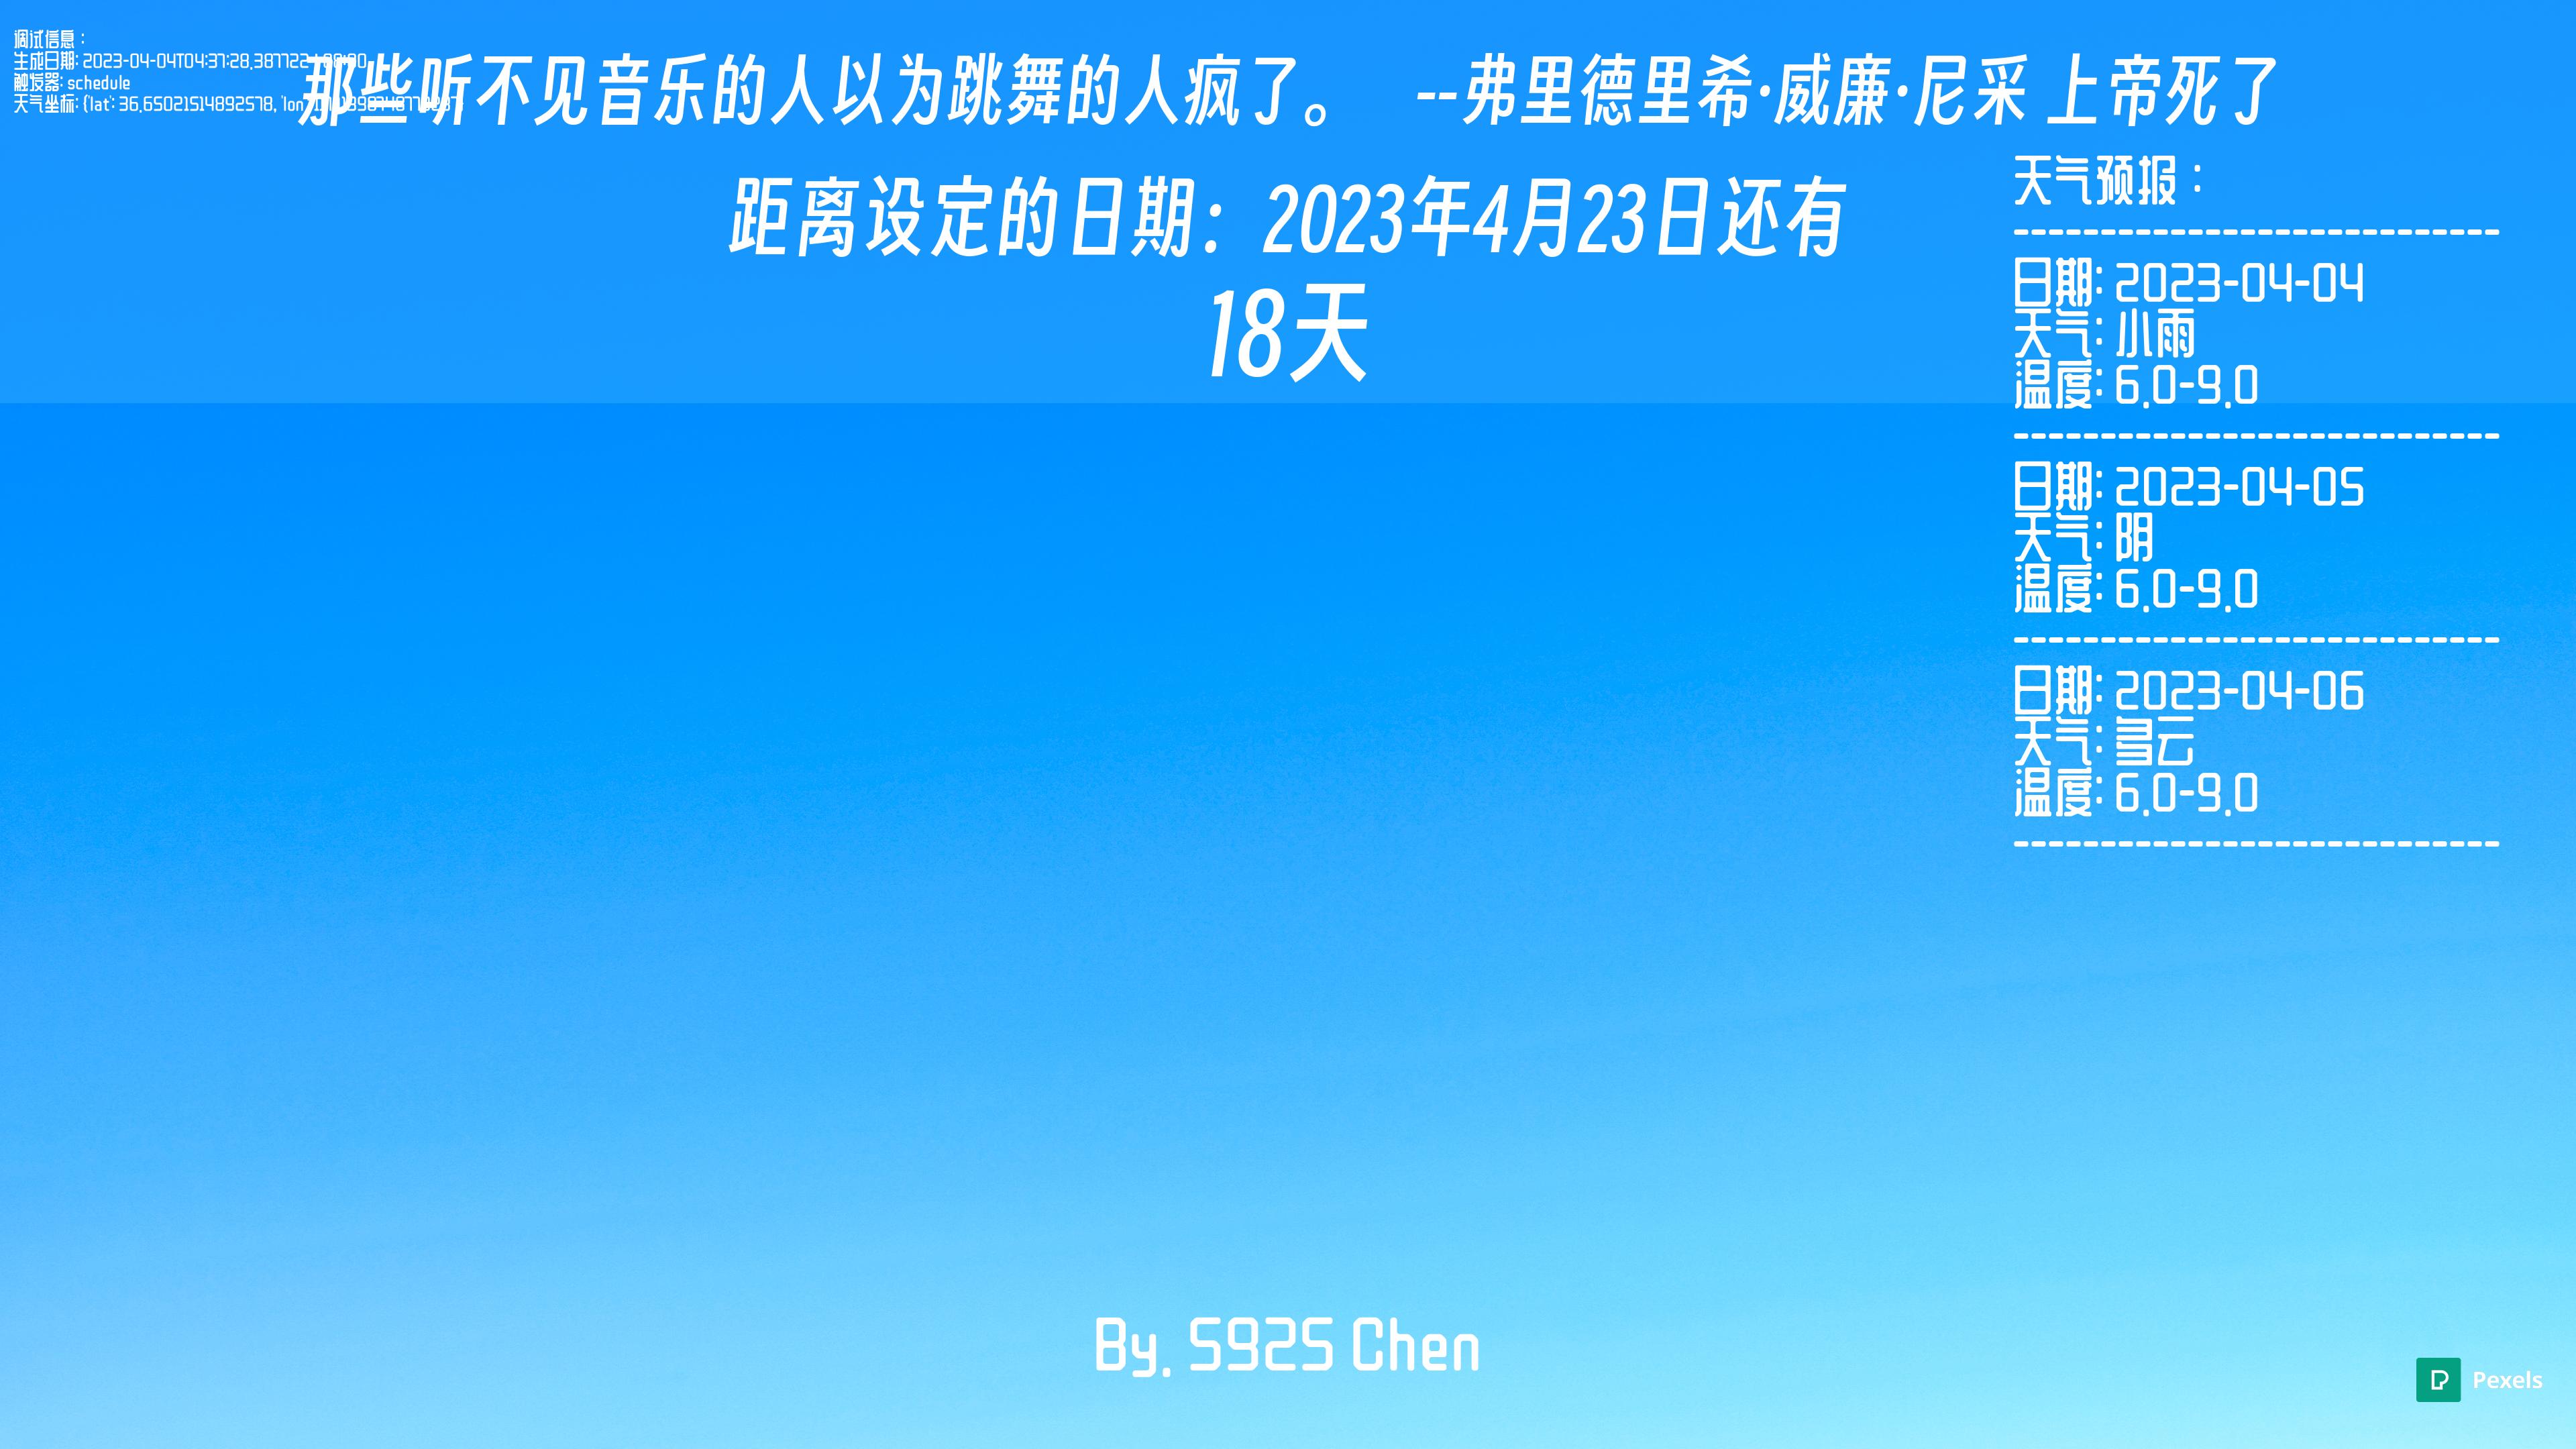 调试信息：
生成日期: 2023-04-04T04:37:28.387722
触发器: schedule
天气坐标: {'lat': 36.65021514892578, 'lon
那些听不见音乐的人以为跳舞的人疯了。 --弗里德里希·威廉·尼采 上帝死了
距离设定的日期：2023年4月23日还有
18天
天气预报：
----------------------------
日期: 2023-04-04
天气: 小雨
温度: 6.0-9.0
----------------------------
日期: 2023-04-05
天气: 阴
温度: 6.0-9.0
----------------------------
日期: 2023-04-06
天气: 多云
温度: 6.0-9.0
----------------------------
By. S925 Chen
Pexels